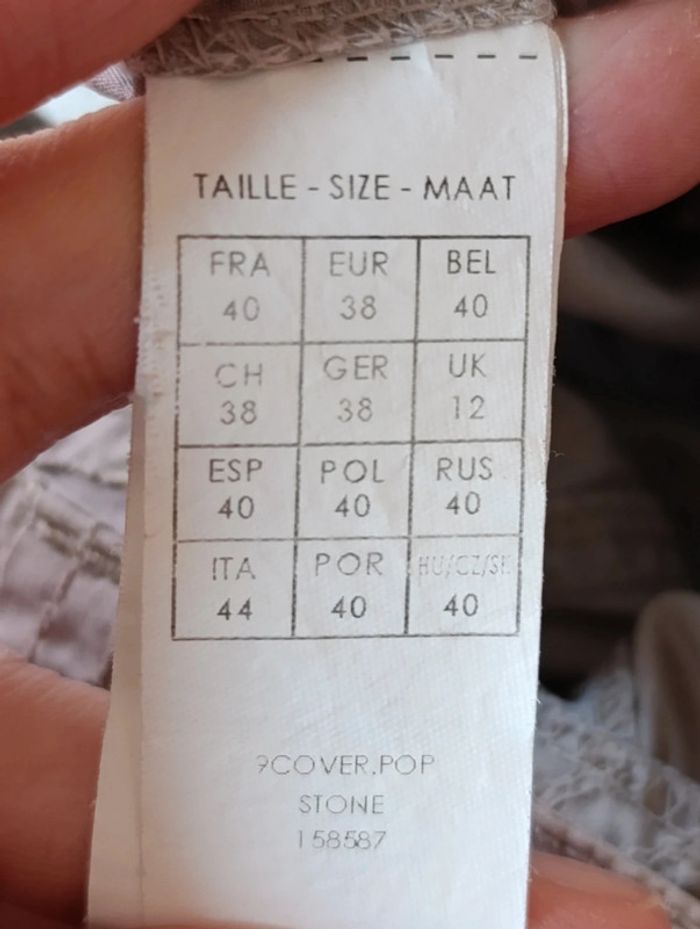 TAILLE - SIZE - MAAT
FRA EUR BEL
40 38 40
CH GER UK
38 38 12
ESP POL RUS
40 40 40
ITA POR HU/CZ/SK
44 40 40
9COVER.POP
STONE
158587